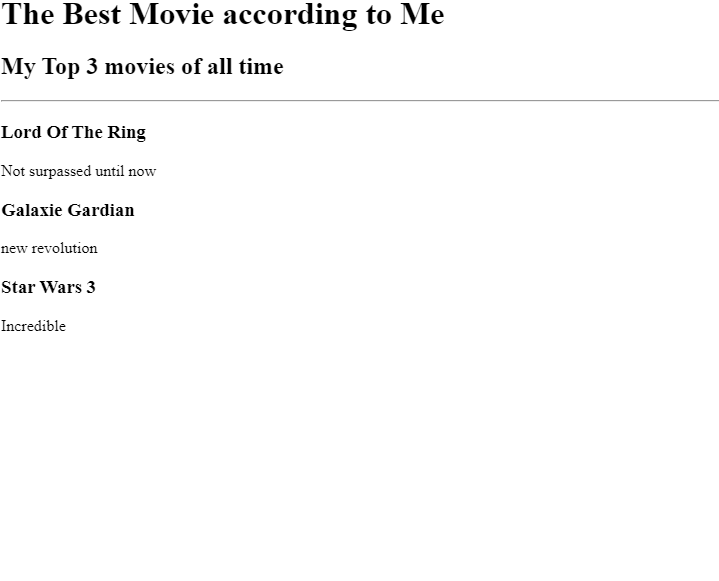 The Best Movie according to Me
My Top 3 movies of all time
Lord Of The Ring
Not surpassed until now
Galaxie Gardian
new revolution
Star Wars 3
Incredible